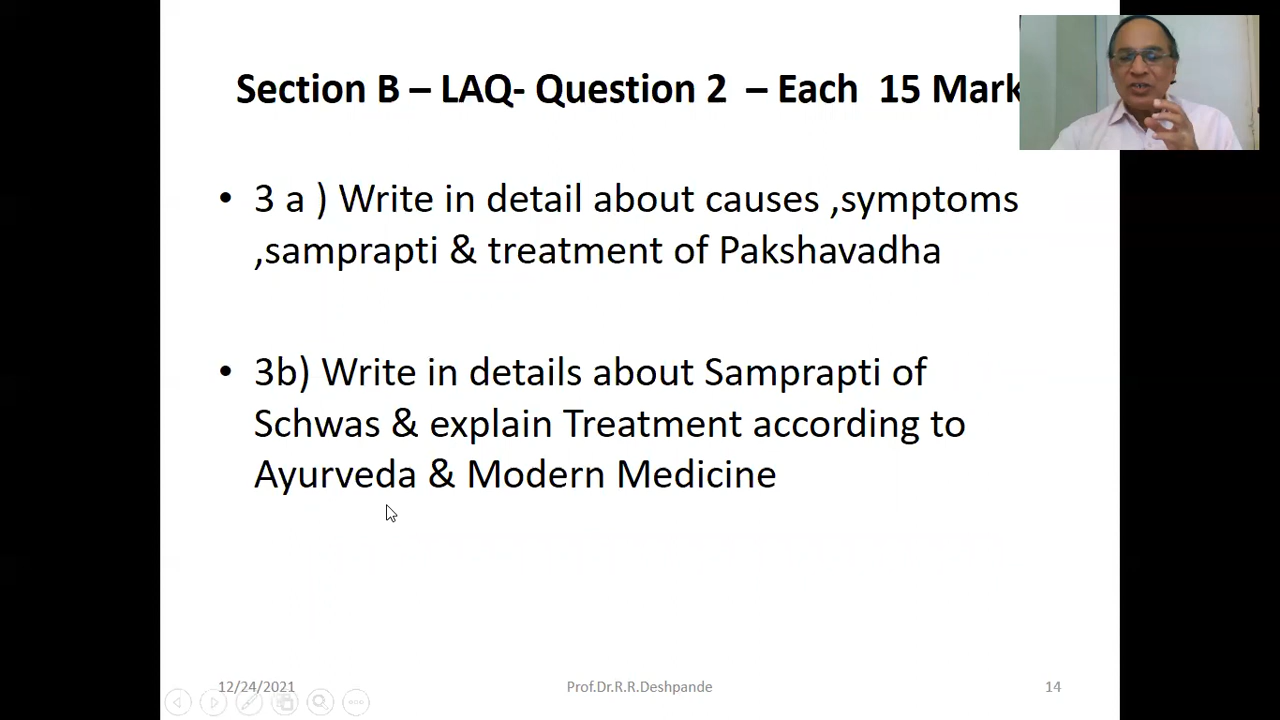 Section B – LAQ- Question 2 – Each 15 Mark
• 3 a ) Write in detail about causes ,symptoms
,samprapti & treatment of Pakshavadha
• 3b) Write in details about Samprapti of
Schwas & explain Treatment according to
Ayurveda & Modern Medicine
12/24/2021
Prof.Dr.R.R.Deshpande
14